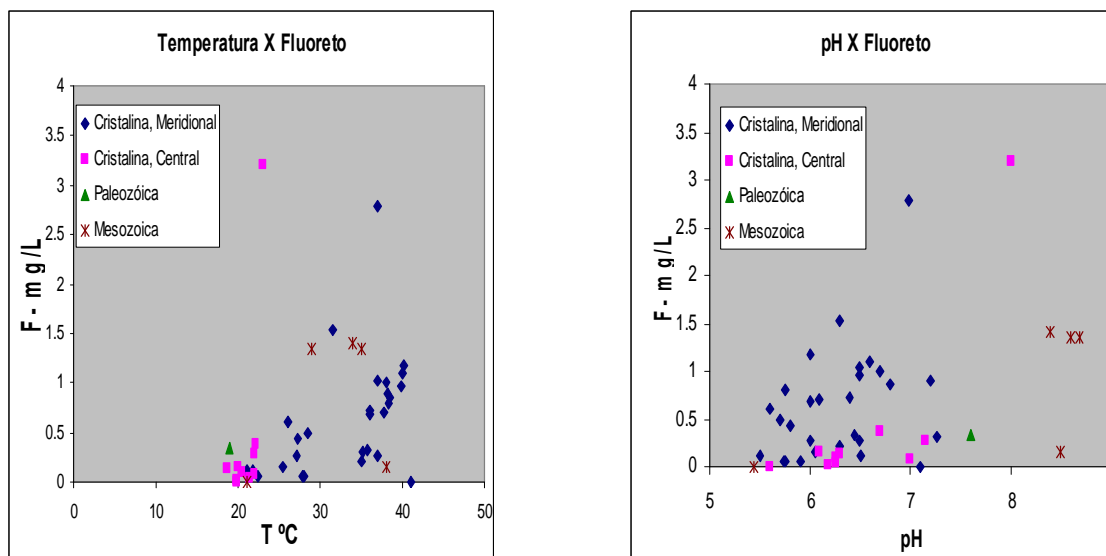 Temperatura X Fluoreto
4
3.5
3
2.5
2
1.5
1
0.5
0
F - mg/L
Cristalina, Meridional
Cristalina, Central
Paleozóica
Mesozoica
0
10
20
30
40
50
T ºC
pH X Fluoreto
4
3.5
3
2.5
2
1.5
1
0.5
0
F - mg/L
Cristalina, Meridional
Cristalina, Central
Paleozóica
Mesozoica
5
6
7
8
pH